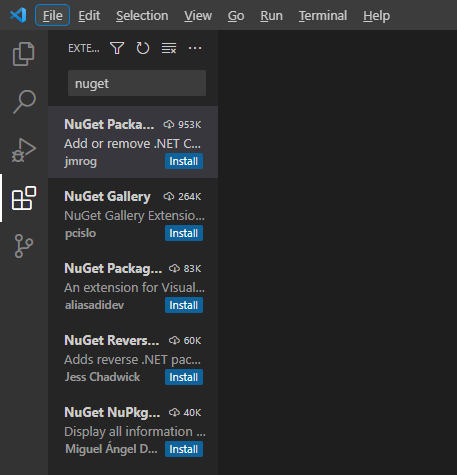 File Edit Selection View Go Run Terminal Help
EXTE...
nuget
NuGet Packa... 953K
Add or remove .NET C...
jmrog Install
NuGet Gallery 264K
NuGet Gallery Extensio...
pcislo Install
NuGet Packag... 83K
An extension for Visual...
aliasadidev Install
NuGet Revers... 60K
Adds reverse .NET pac...
Jess Chadwick Install
NuGet NuPkg... 40K
Display all information ...
Miguel Ángel D... Install